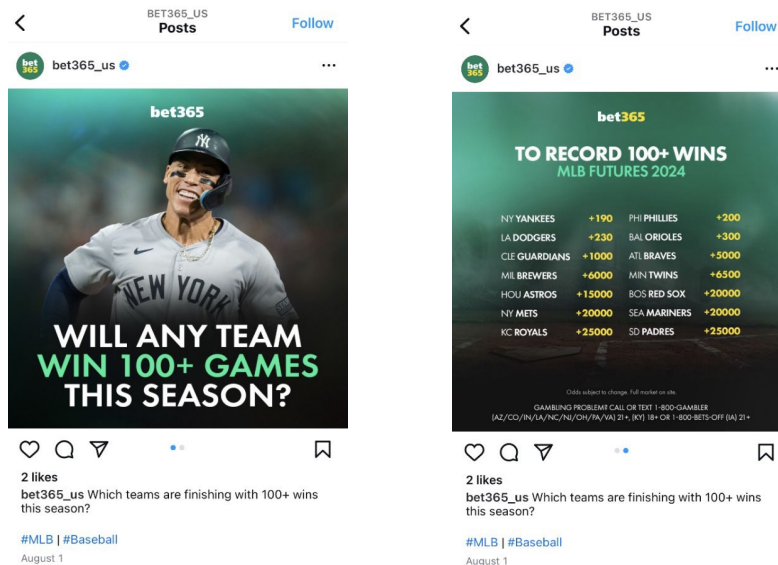 BET365_US
Posts
Follow
bet
365
bet365_us
bet365
NEW YORK
WILL ANY TEAM
WIN 100+ GAMES
THIS SEASON?
2 likes
bet365_us Which teams are finishing with 100+ wins
this season?
#MLB | #Baseball
August 1
BET365_US
Posts
Follow
bet
365
bet365_us
bet365
TO RECORD 100+ WINS
MLB FUTURES 2024
NY YANKEES +190 PHI PHILLIES +200
LA DODGERS +230 BAL ORIOLES +300
CLE GUARDIANS +1000 ATL BRAVES +5000
MIL BREWERS +6000 MIN TWINS +6500
HOU ASTROS +15000 BOS RED SOX +20000
NY METS +20000 SEA MARINERS +20000
KC ROYALS +25000 SD PADRES +25000
Odds subject to change. Full market on site.
GAMBLING PROBLEM? CALL OR TEXT 1-800-GAMBLER
(AZ/CO/IN/LA/NC/NJ/OH/PA/VA) 21+, (KY) 18+ OR 1-800-BETS-OFF (IA) 21+
2 likes
bet365_us Which teams are finishing with 100+ wins
this season?
#MLB | #Baseball
August 1